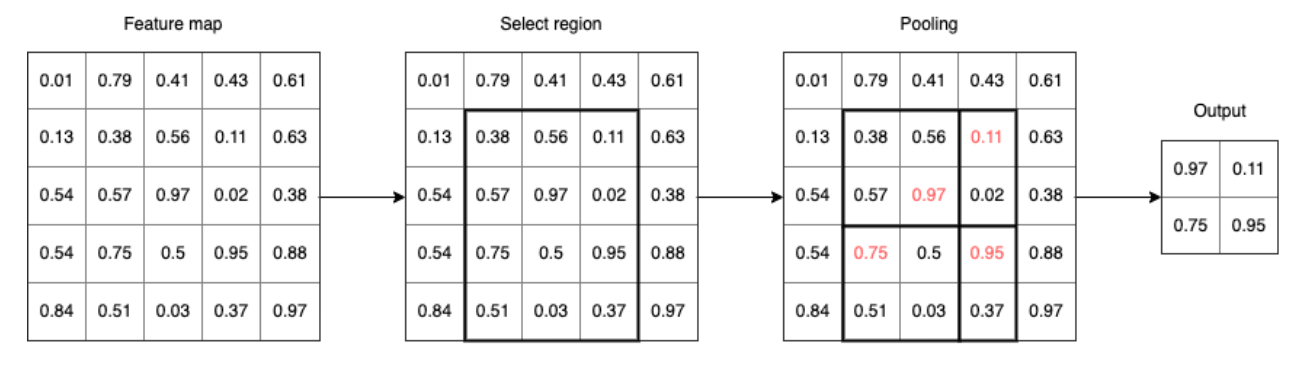 Feature map Select region Pooling
Output
0.01 0.79 0.41 0.43 0.61 0.01 0.79 0.41 0.43 0.61 0.01 0.79 0.41 0.43 0.61
0.13 0.38 0.56 0.11 0.63 0.13 0.38 0.56 0.11 0.63 0.13 0.38 0.56 0.11 0.63
0.97 0.11
0.54 0.57 0.97 0.02 0.38 0.54 0.57 0.97 0.02 0.38 0.54 0.57 0.97 0.02 0.38
0.75 0.95
0.54 0.75 0.5 0.95 0.88 0.54 0.75 0.5 0.95 0.88 0.54 0.75 0.5 0.95 0.88
0.84 0.51 0.03 0.37 0.97 0.84 0.51 0.03 0.37 0.97 0.84 0.51 0.03 0.37 0.97